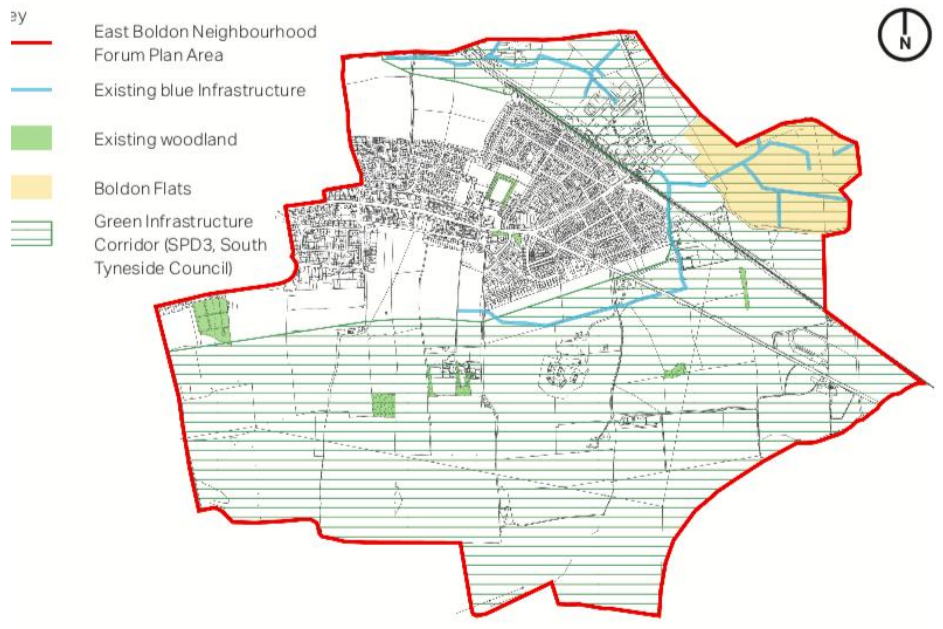 ey
East Boldon Neighbourhood
Forum Plan Area
Existing blue Infrastructure
Existing woodland
Boldon Flats
Green Infrastructure
Corridor (SPD3, South
Tyneside Council)
N